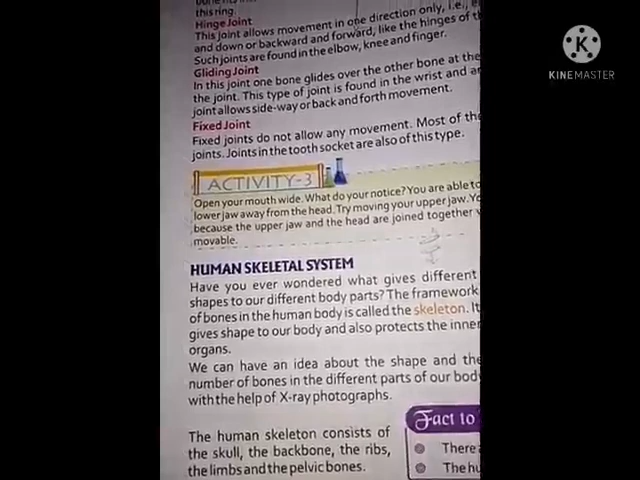 this ring.
Hinge Joint
This joint allows movement in one direction only, i.e.,
and down or backward and forward, like the hinges of
Such joints are found in the elbow, knee and finger.
Gliding Joint
In this joint one bone glides over the other bone at the
the joint. This type of joint is found in the wrist and
joint allows side-way or back and forth movement.
Fixed Joint
Fixed joints do not allow any movement. Most of the
joints. Joints in the tooth socket are also of this type.
ACTIVITY-3
Open your mouth wide. What do your notice? You are able to
lower jaw away from the head. Try moving your upper jaw.
because the upper jaw and the head are joined together
movable.
HUMAN SKELETAL SYSTEM
Have you ever wondered what gives different
shapes to our different body parts? The framework
of bones in the human body is called the skeleton. It
gives shape to our body and also protects the inner
organs.
We can have an idea about the shape and the
number of bones in the different parts of our body
with the help of X-ray photographs.
The human skeleton consists of
the skull, the backbone, the ribs,
the limbs and the pelvic bones.
Fact to
There
The
KINEMASTER